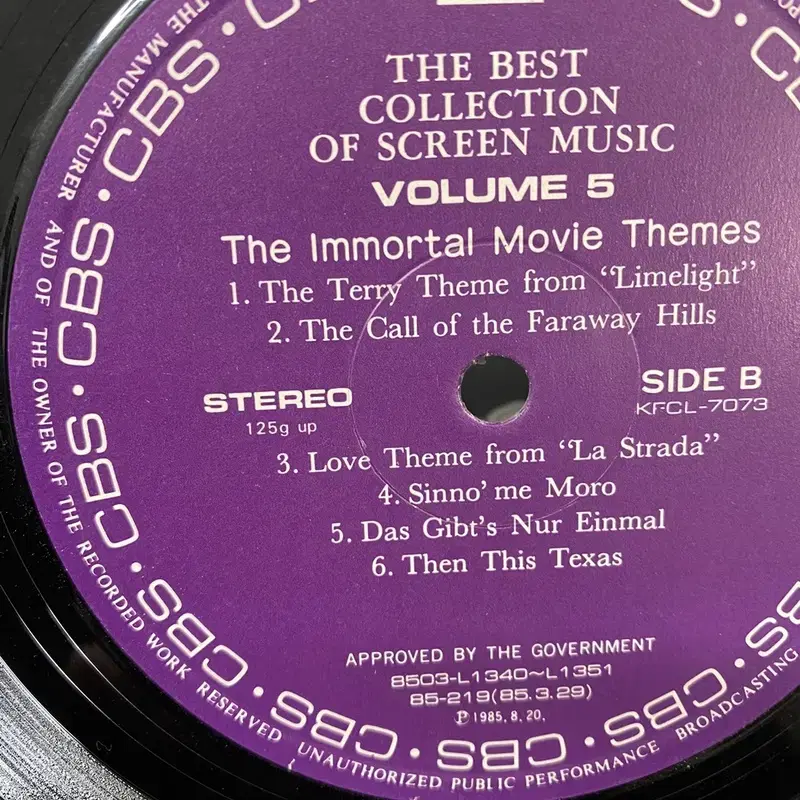 THE BEST
COLLECTION
OF SCREEN MUSIC
VOLUME 5
The Immortal Movie Themes
1. The Terry Theme from “Limelight”
2. The Call of the Faraway Hills
STEREO
125g up
SIDE B
KFCL-7073
3. Love Theme from “La Strada”
4. Sinno’ me Moro
5. Das Gibt’s Nur Einmal
6. Then This Texas
APPROVED BY THE GOVERNMENT
8503-L1340~L1351
85-219(85.3.29)
℗ 1985. 8. 20.
CBS · CBS · CBS · CBS · CBS · CBS · CBS · CBS
THE MANUFACTURER AND OF THE OWNER OF THE RECORDED WORK RESERVED UNAUTHORIZED PUBLIC PERFORMANCE BROADCASTING